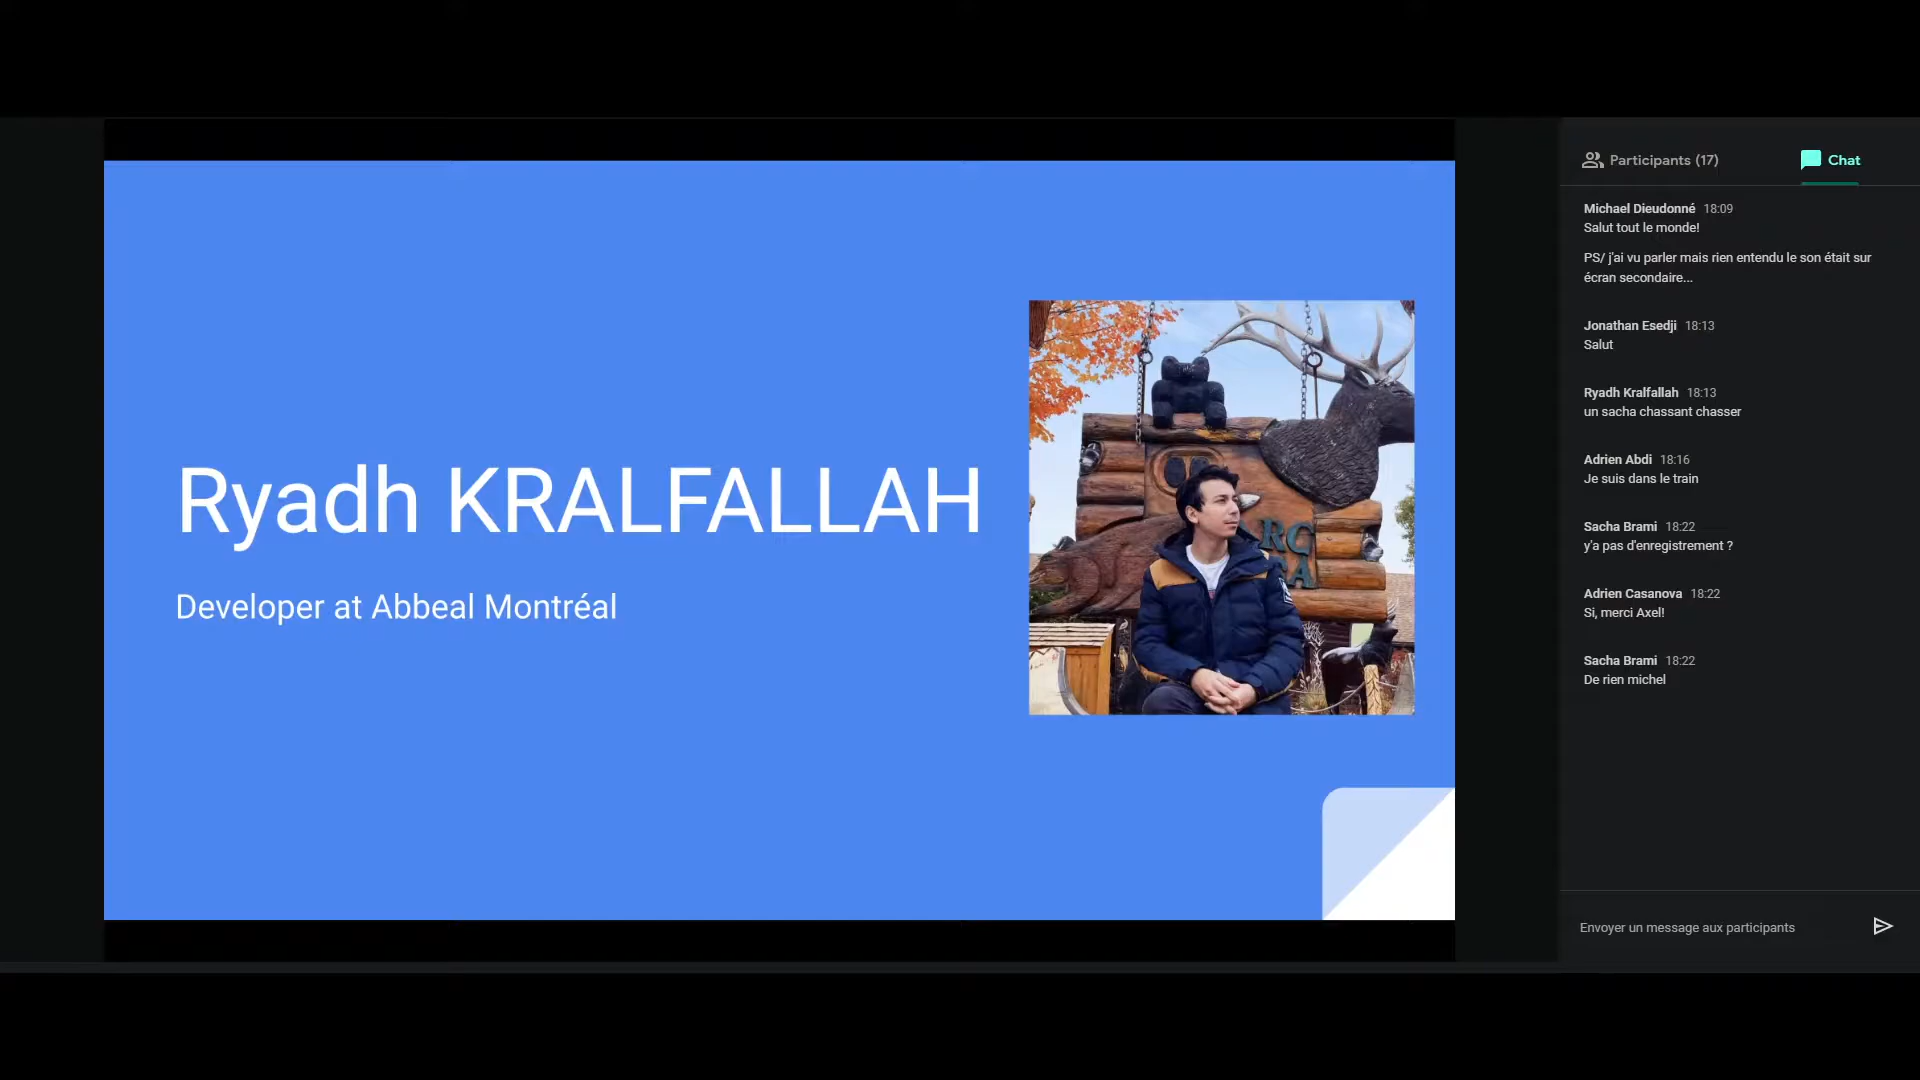 Ryadh KRALFALLAH
Developer at Abbeal Montréal
RC
Participants (17)
Chat
Michael Dieudonné 18:09
Salut tout le monde!
PS/ j'ai vu parler mais rien entendu le son était sur
écran secondaire...
Jonathan Esedji 18:13
Salut
Ryadh Kralfallah 18:13
un sacha chassant chasser
Adrien Abdi 18:16
Je suis dans le train
Sacha Brami 18:22
y'a pas d'enregistrement ?
Adrien Casanova 18:22
Si, merci Axel!
Sacha Brami 18:22
De rien michel
Envoyer un message aux participants